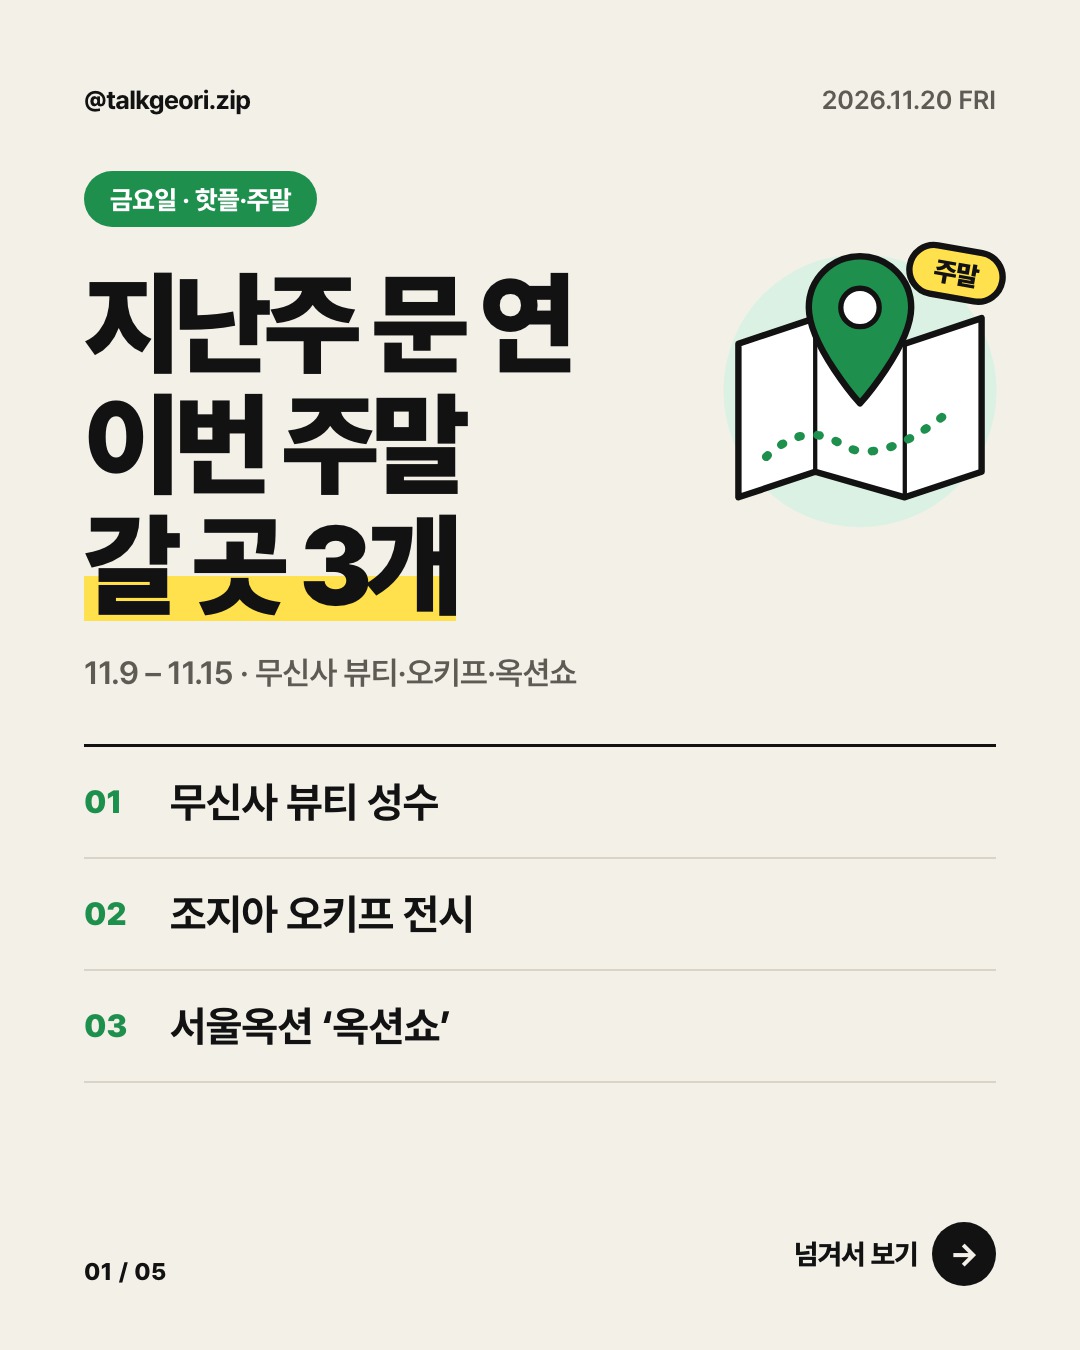 @talkgeori.zip
2026.11.20 FRI
금요일 · 핫플·주말
지난주 문 연
이번 주말
갈 곳 3개
주말
11.9 – 11.15 · 무신사 뷰티·오키프·옥션쇼
01 무신사 뷰티 성수
02 조지아 오키프 전시
03 서울옥션 ‘옥션쇼’
01 / 05
넘겨서 보기 →